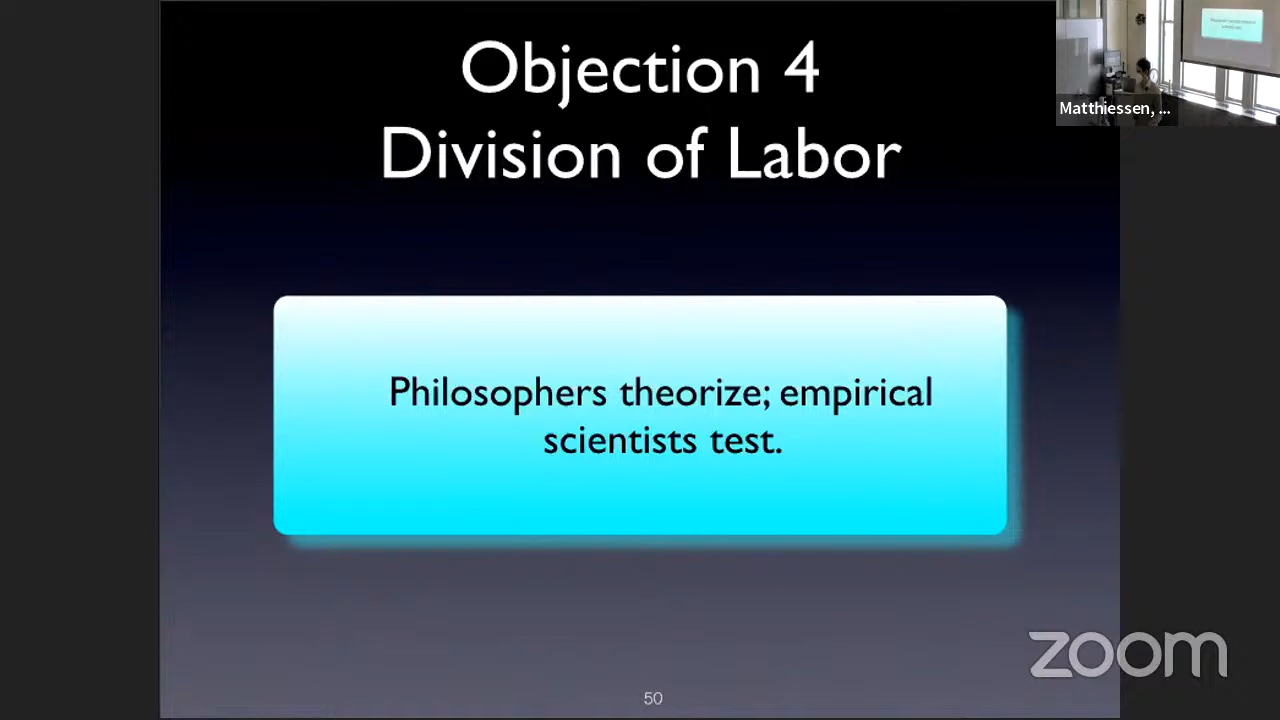 Objection 4
Division of Labor
Matthiessen, ...
Philosophers theorize; empirical
scientists test.
zoom
50